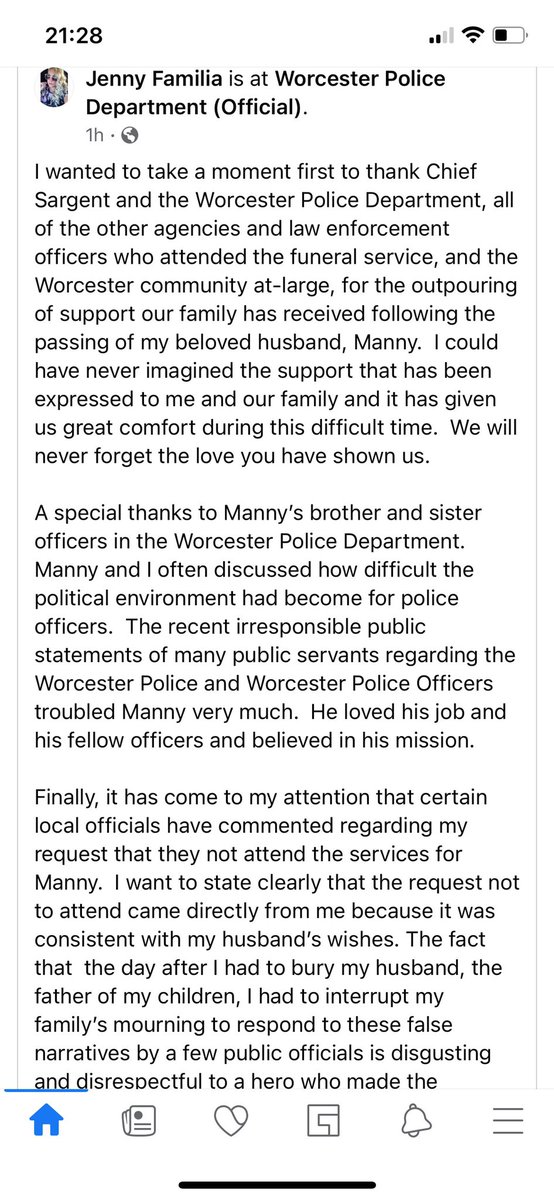 21:28
Jenny Familia is at Worcester Police
Department (Official).
1h ·
I wanted to take a moment first to thank Chief
Sargent and the Worcester Police Department, all
of the other agencies and law enforcement
officers who attended the funeral service, and the
Worcester community at-large, for the outpouring
of support our family has received following the
passing of my beloved husband, Manny.  I could
have never imagined the support that has been
expressed to me and our family and it has given
us great comfort during this difficult time.  We will
never forget the love you have shown us.
A special thanks to Manny’s brother and sister
officers in the Worcester Police Department.
Manny and I often discussed how difficult the
political environment had become for police
officers.  The recent irresponsible public
statements of many public servants regarding the
Worcester Police and Worcester Police Officers
troubled Manny very much.  He loved his job and
his fellow officers and believed in his mission.
Finally, it has come to my attention that certain
local officials have commented regarding my
request that they not attend the services for
Manny.  I want to state clearly that the request not
to attend came directly from me because it was
consistent with my husband’s wishes. The fact
that  the day after I had to bury my husband, the
father of my children, I had to interrupt my
family’s mourning to respond to these false
narratives by a few public officials is disgusting
and disrespectful to a hero who made the